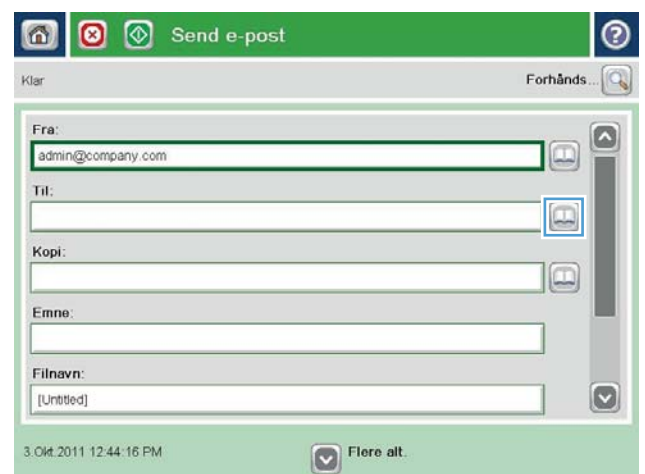 Send e-post
?
Klar
Forhånds...
Fra:
admin@company.com
Til:
Kopi:
Emne:
Filnavn:
[Untitled]
3.Okt.2011 12:44:16 PM
Flere alt.